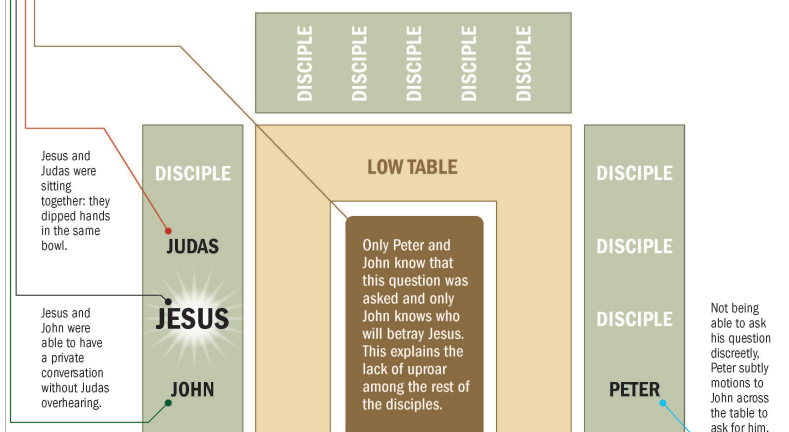 DISCIPLE
DISCIPLE
DISCIPLE
DISCIPLE
DISCIPLE
LOW TABLE
DISCIPLE
JUDAS
JESUS
JOHN
Jesus and
Judas were
sitting
together: they
dipped hands
in the same
bowl.
Jesus and
John were
able to have
a private
conversation
without Judas
overhearing.
Only Peter and
John know that
this question was
asked and only
John knows who
will betray Jesus.
This explains the
lack of uproar
among the rest of
the disciples.
DISCIPLE
DISCIPLE
DISCIPLE
PETER
Not being
able to ask
his question
discreetly,
Peter subtly
motions to
John across
the table to
ask for him.